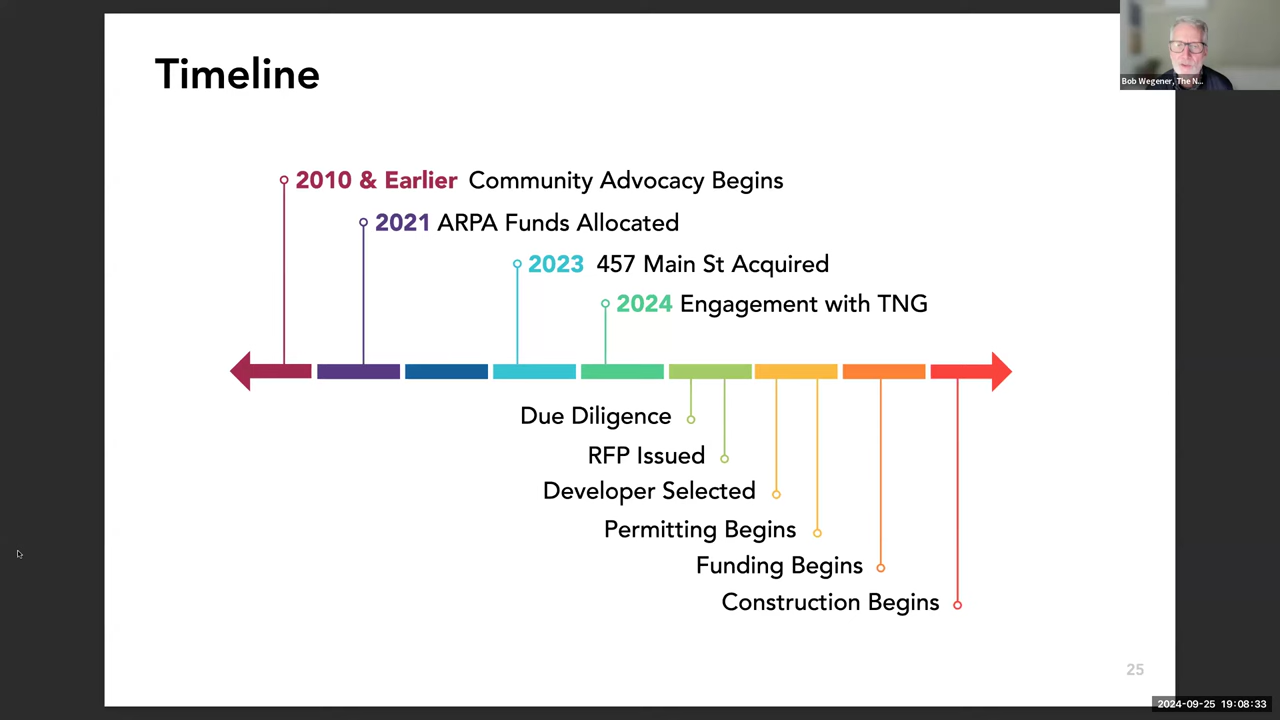 Timeline
Bob Wegener, The N...
2010 & Earlier Community Advocacy Begins
2021 ARPA Funds Allocated
2023 457 Main St Acquired
2024 Engagement with TNG
Due Diligence
RFP Issued
Developer Selected
Permitting Begins
Funding Begins
Construction Begins
25
2024-09-25 19:08:33